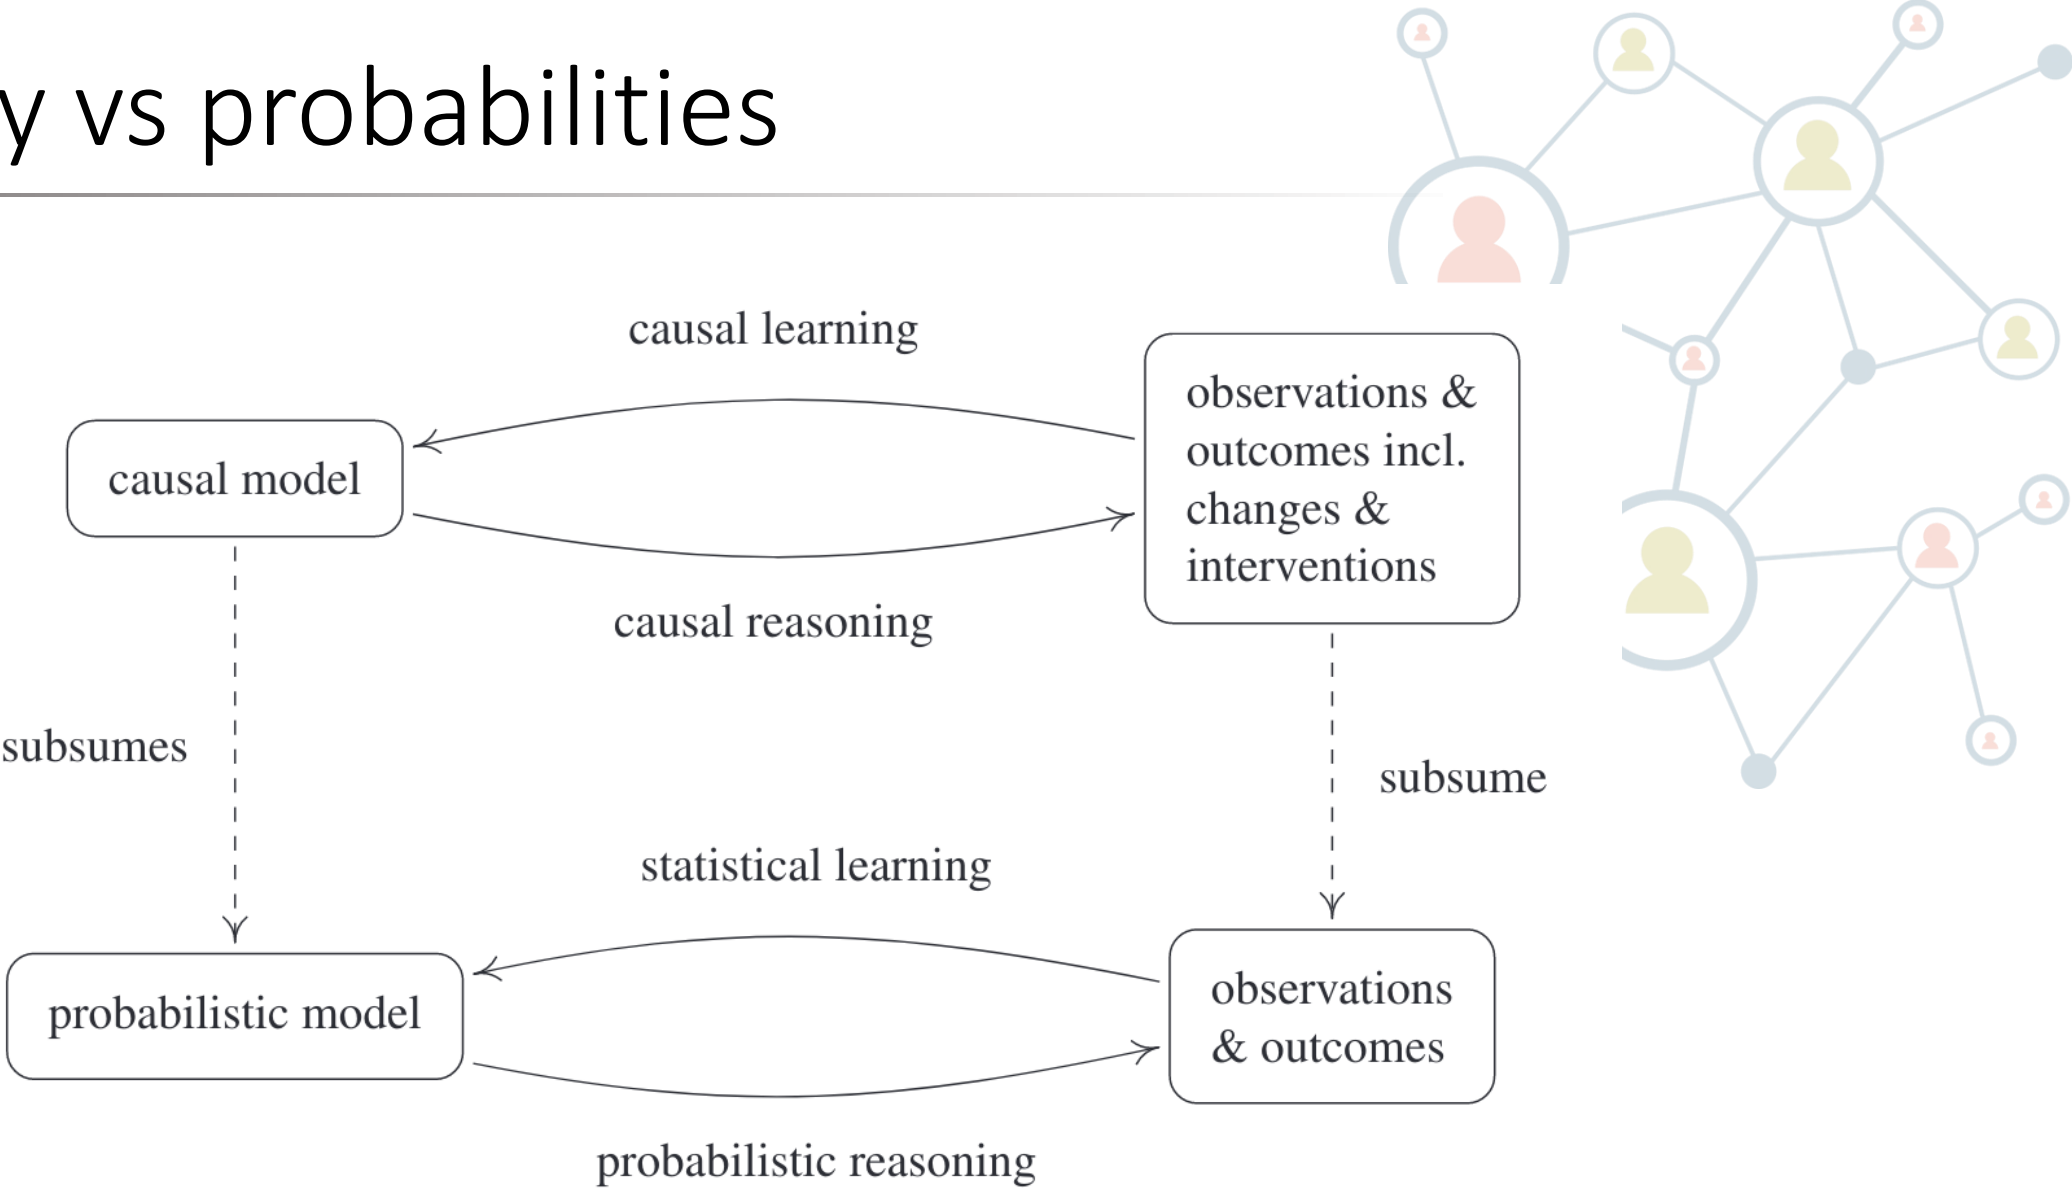 y vs probabilities
causal learning
observations &
outcomes incl.
changes &
interventions
causal model
causal reasoning
subsumes
subsume
statistical learning
probabilistic model
observations
& outcomes
probabilistic reasoning